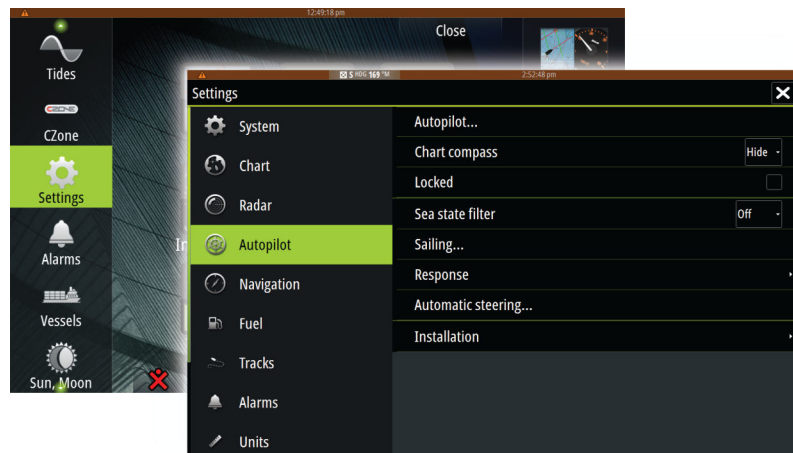 12:49:18 pm
Close
Tides
CZONE
CZone
Settings
Alarms
Vessels
Sun, Moon
S HDG 169 °M
2:52:48 pm
Settings
System
Chart
Radar
Autopilot
Navigation
Fuel
Tracks
Alarms
Units
Autopilot...
Chart compass
Hide
Locked
Sea state filter
Off
Sailing...
Response
Automatic steering...
Installation